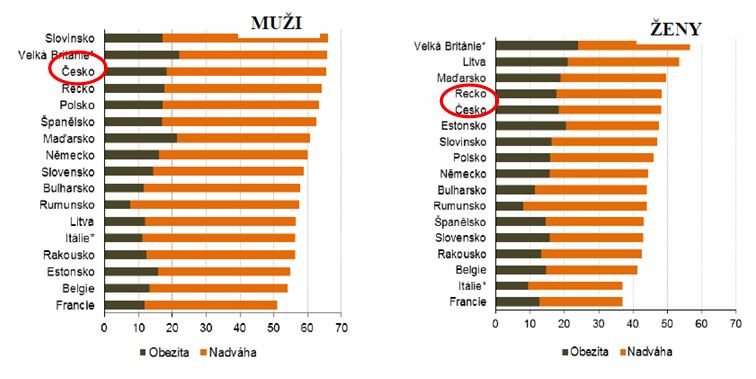 MUŽI
Slovinsko
Velká Británie*
Česko
Řecko
Polsko
Španělsko
Maďarsko
Německo
Slovensko
Bulharsko
Rumunsko
Litva
Itálie*
Rakousko
Estonsko
Belgie
Francie
0 10 20 30 40 50 60 70
Obezita Nadváha
ŽENY
Velká Británie*
Litva
Maďarsko
Řecko
Česko
Estonsko
Slovinsko
Polsko
Německo
Bulharsko
Rumunsko
Španělsko
Slovensko
Rakousko
Belgie
Itálie*
Francie
0 10 20 30 40 50 60 70
Obezita Nadváha